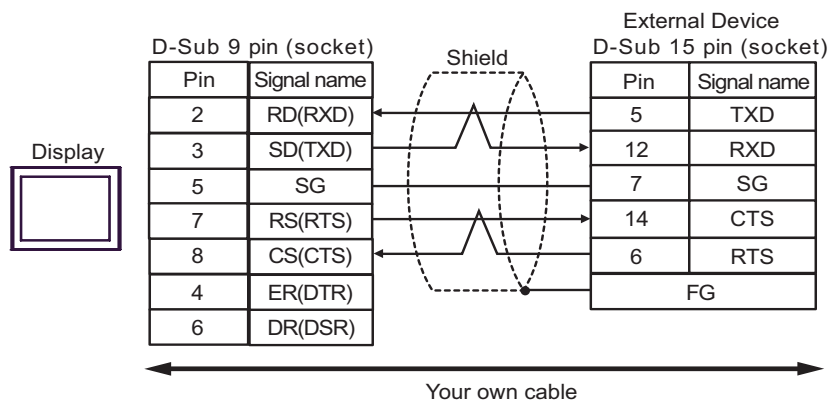 External Device
D-Sub 9 pin (socket) Shield D-Sub 15 pin (socket)
Pin Signal name Pin Signal name
2 RD(RXD) 5 TXD
Display 3 SD(TXD) 12 RXD
5 SG 7 SG
7 RS(RTS) 14 CTS
8 CS(CTS) 6 RTS
4 ER(DTR) FG
6 DR(DSR)
Your own cable